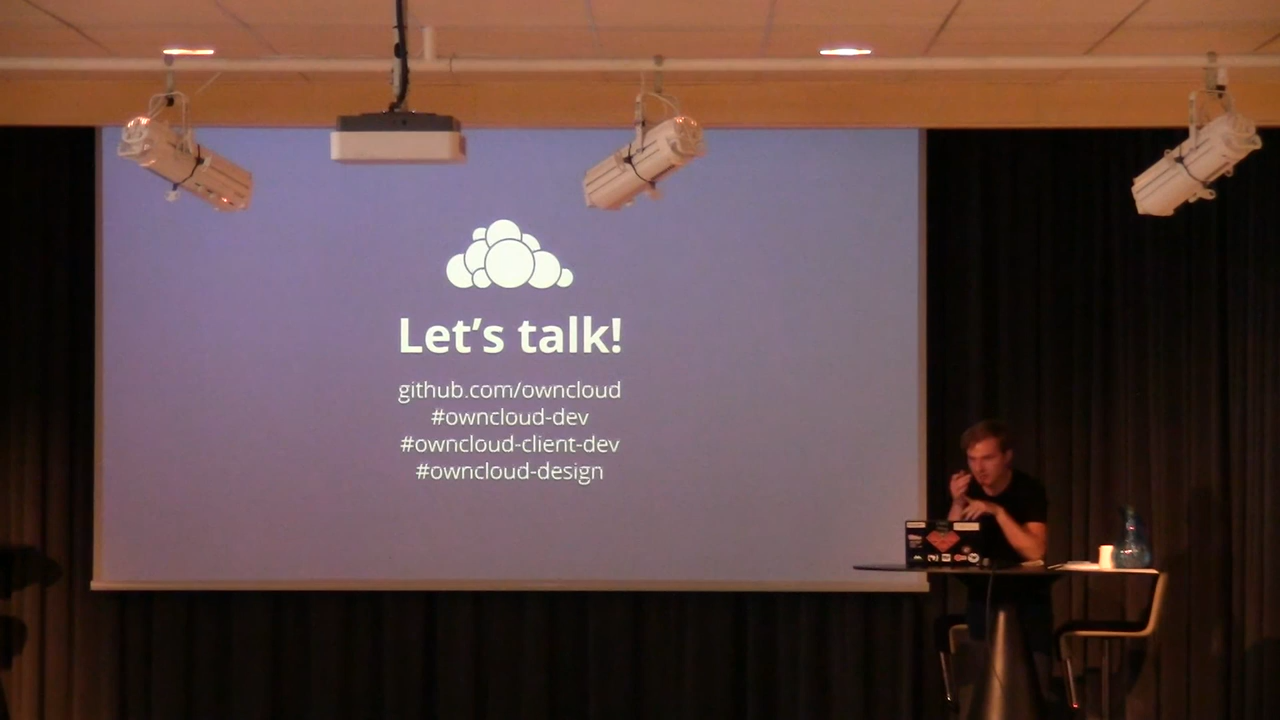 Let's talk!
github.com/owncloud
#owncloud-dev
#owncloud-client-dev
#owncloud-design